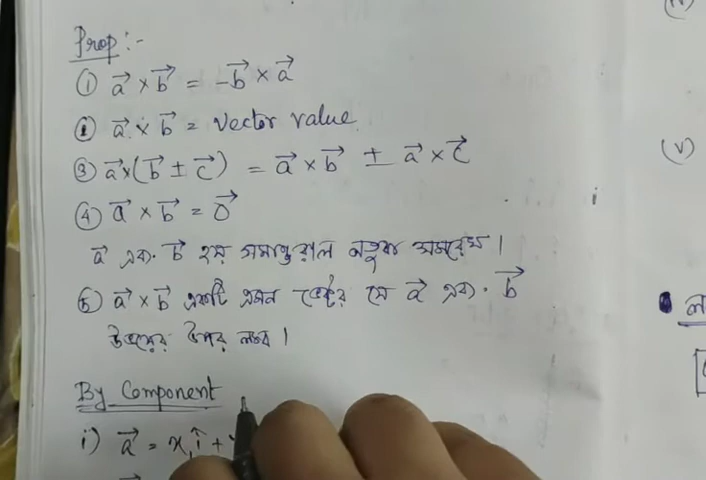 Prop :-
① a⃗ × b⃗ = -b⃗ × a⃗
② a⃗ × b⃗ = Vector value
③ a⃗×(b⃗ ± c⃗) = a⃗ × b⃗ ± a⃗ × c⃗
④ a⃗ × b⃗ = 0⃗
a⃗ এবং b⃗ হয় সমান্তরাল নতুবা সমরেখ।
⑤ a⃗ × b⃗ একটি এমন ভেক্টর যে a⃗ এবং b⃗
উভয়ের উপর লম্ব।
By Component
i) a⃗ = x₁î +
(v)